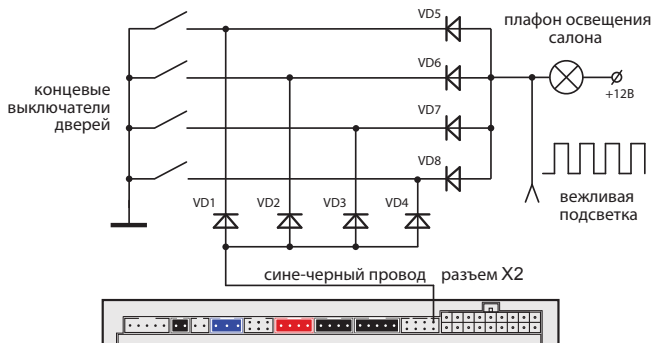 VD5
плафон освещения
салона
VD6
+12В
концевые
выключатели
дверей
VD7
VD8
вежливая
подсветка
VD1
VD2
VD3
VD4
сине-черный провод разъем X2